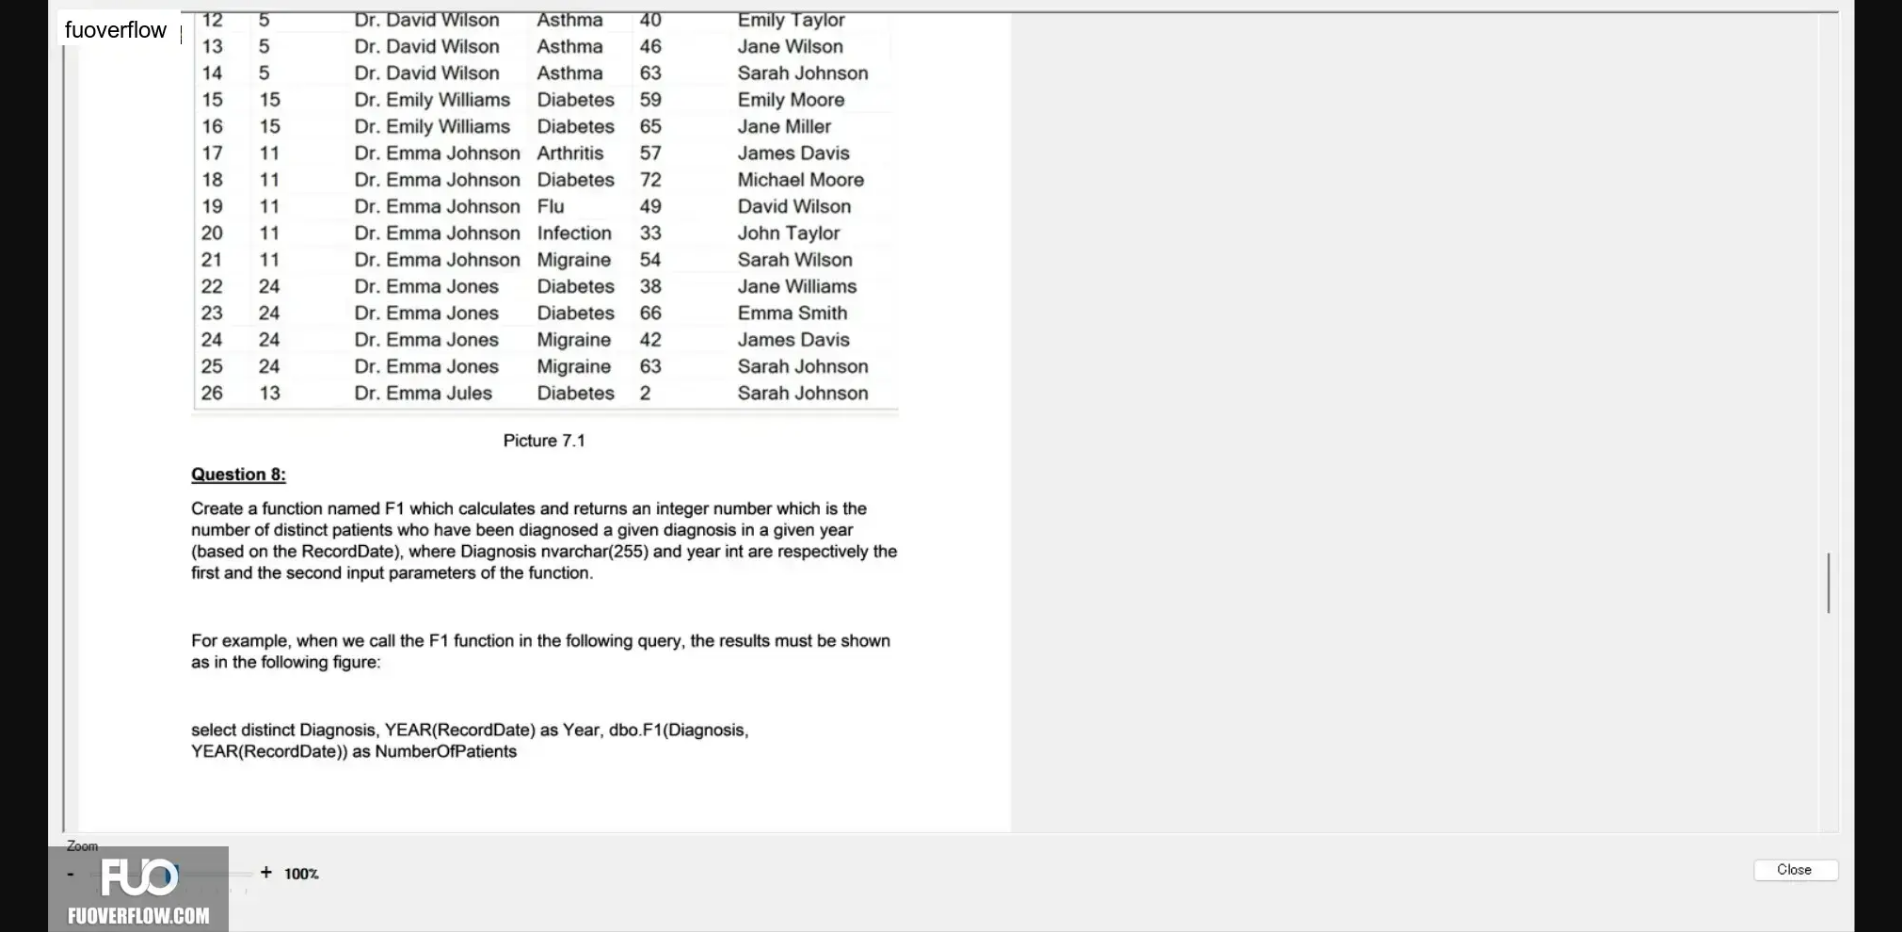 fuoverflow
12 5 Dr. David Wilson Asthma 40 Emily Taylor
13 5 Dr. David Wilson Asthma 46 Jane Wilson
14 5 Dr. David Wilson Asthma 63 Sarah Johnson
15 15 Dr. Emily Williams Diabetes 59 Emily Moore
16 15 Dr. Emily Williams Diabetes 65 Jane Miller
17 11 Dr. Emma Johnson Arthritis 57 James Davis
18 11 Dr. Emma Johnson Diabetes 72 Michael Moore
19 11 Dr. Emma Johnson Flu 49 David Wilson
20 11 Dr. Emma Johnson Infection 33 John Taylor
21 11 Dr. Emma Johnson Migraine 54 Sarah Wilson
22 24 Dr. Emma Jones Diabetes 38 Jane Williams
23 24 Dr. Emma Jones Diabetes 66 Emma Smith
24 24 Dr. Emma Jones Migraine 42 James Davis
25 24 Dr. Emma Jones Migraine 63 Sarah Johnson
26 13 Dr. Emma Jules Diabetes 2 Sarah Johnson
Picture 7.1
Question 8:
Create a function named F1 which calculates and returns an integer number which is the
number of distinct patients who have been diagnosed a given diagnosis in a given year
(based on the RecordDate), where Diagnosis nvarchar(255) and year int are respectively the
first and the second input parameters of the function.
For example, when we call the F1 function in the following query, the results must be shown
as in the following figure:
select distinct Diagnosis, YEAR(RecordDate) as Year, dbo.F1(Diagnosis,
YEAR(RecordDate)) as NumberOfPatients
Zoom
- + 100%
Close
FUO
FUOVERFLOW.COM